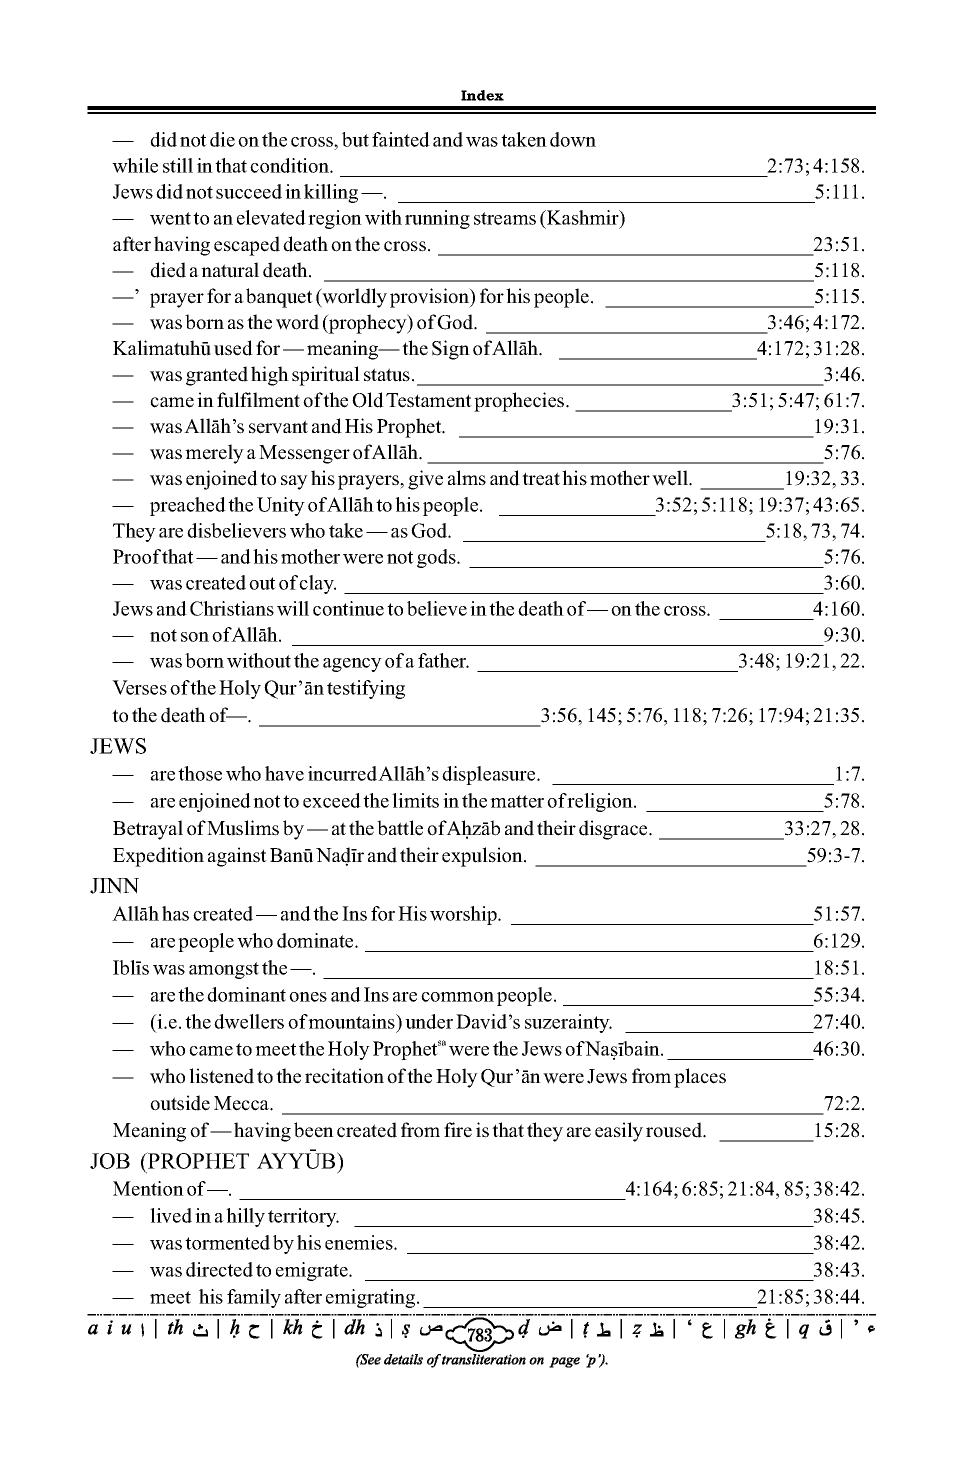 Index
— did not die on the cross, but fainted and was taken down
while still in that condition. 2:73; 4:158.
Jews did not succeed in killing —. 5:111.
— went to an elevated region with running streams (Kashmir)
after having escaped death on the cross. 23:51.
— died a natural death. 5:118.
—’ prayer for a banquet (worldly provision) for his people. 5:115.
— was born as the word (prophecy) of God. 3:46; 4:172.
Kalimatuhū used for — meaning— the Sign of Allāh. 4:172; 31:28.
— was granted high spiritual status. 3:46.
— came in fulfilment of the Old Testament prophecies. 3:51; 5:47; 61:7.
— was Allāh’s servant and His Prophet. 19:31.
— was merely a Messenger of Allāh. 5:76.
— was enjoined to say his prayers, give alms and treat his mother well. 19:32, 33.
— preached the Unity of Allāh to his people. 3:52; 5:118; 19:37; 43:65.
They are disbelievers who take — as God. 5:18, 73, 74.
Proof that — and his mother were not gods. 5:76.
— was created out of clay. 3:60.
Jews and Christians will continue to believe in the death of — on the cross. 4:160.
— not son of Allāh. 9:30.
— was born without the agency of a father. 3:48; 19:21, 22.
Verses of the Holy Qur’ān testifying
to the death of—. 3:56, 145; 5:76, 118; 7:26; 17:94; 21:35.
JEWS
— are those who have incurred Allāh’s displeasure. 1:7.
— are enjoined not to exceed the limits in the matter of religion. 5:78.
Betrayal of Muslims by — at the battle of Aḥzāb and their disgrace. 33:27, 28.
Expedition against Banū Naḍīr and their expulsion. 59:3-7.
JINN
Allāh has created — and the Ins for His worship. 51:57.
— are people who dominate. 6:129.
Iblīs was amongst the —. 18:51.
— are the dominant ones and Ins are common people. 55:34.
— (i.e. the dwellers of mountains) under David’s suzerainty. 27:40.
— who came to meet the Holy Prophetsa were the Jews of Naṣībain. 46:30.
— who listened to the recitation of the Holy Qur’ān were Jews from places
outside Mecca. 72:2.
Meaning of — having been created from fire is that they are easily roused. 15:28.
JOB (PROPHET AYYŪB)
Mention of —. 4:164; 6:85; 21:84, 85; 38:42.
— lived in a hilly territory. 38:45.
— was tormented by his enemies. 38:42.
— was directed to emigrate. 38:43.
— meet his family after emigrating. 21:85; 38:44.
a i u ا | th ث | ḥ ح | kh خ | dh ذ | ṣ ص 783 ḍ ض | ṭ ط | ẓ ظ | ‘ ع | gh غ | q ق | ’ ء
(See details of transliteration on page ‘p’).